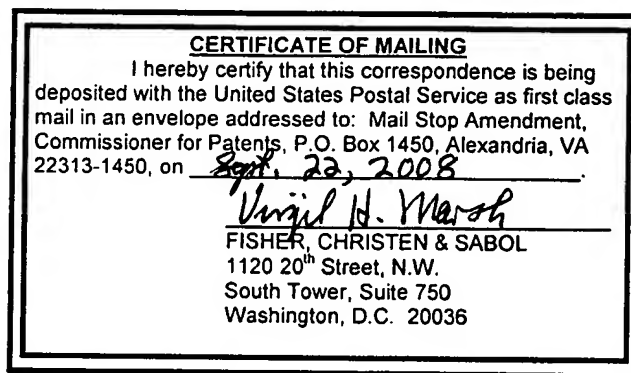 CERTIFICATE OF MAILING
I hereby certify that this correspondence is being
deposited with the United States Postal Service as first class
mail in an envelope addressed to: Mail Stop Amendment,
Commissioner for Patents, P.O. Box 1450, Alexandria, VA
22313-1450, on Sept. 22, 2008.
Virgil H. Marsh
FISHER, CHRISTEN & SABOL
1120 20th Street, N.W.
South Tower, Suite 750
Washington, D.C. 20036